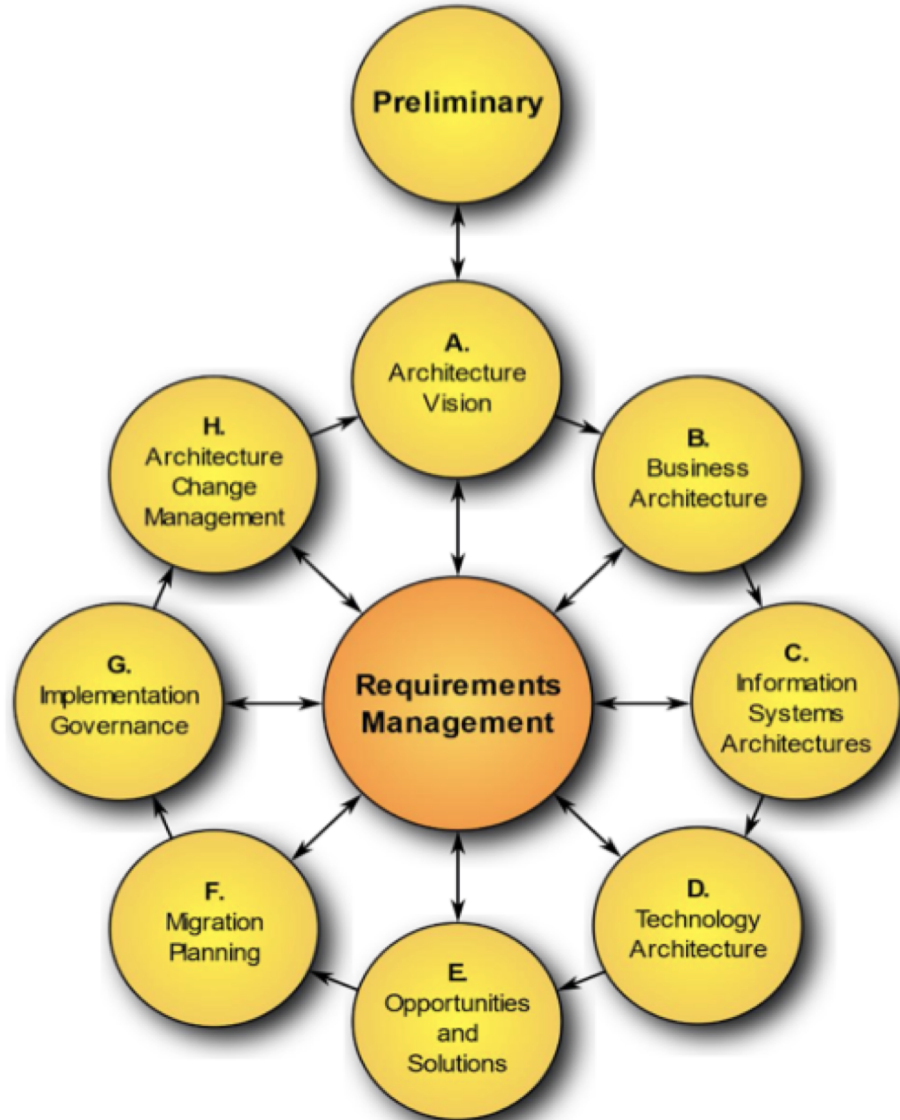 Preliminary
A.
Architecture
Vision
B.
Business
Architecture
C.
Information
Systems
Architectures
D.
Technology
Architecture
E.
Opportunities
and
Solutions
F.
Migration
Planning
G.
Implementation
Governance
H.
Architecture
Change
Management
Requirements
Management